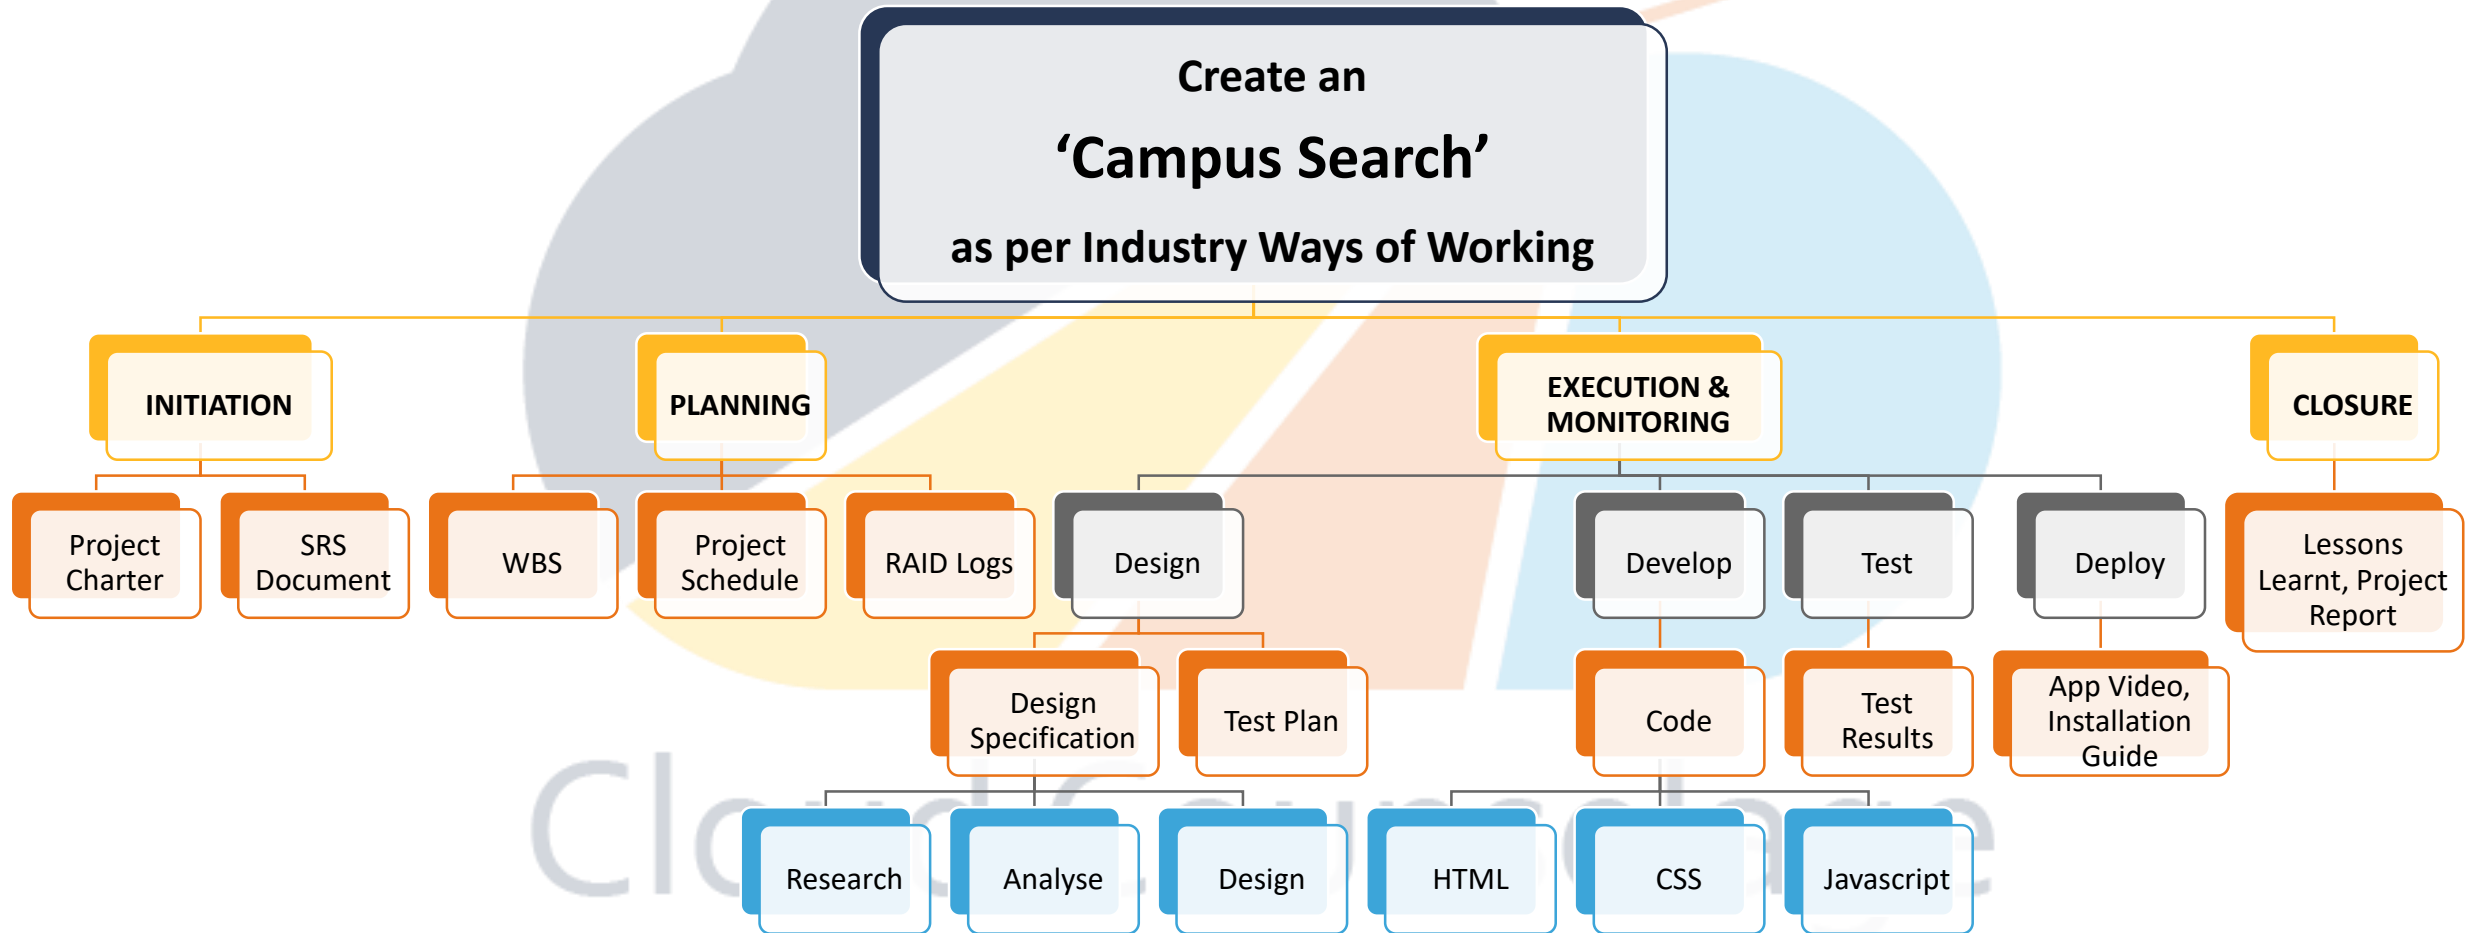 Create an
‘Campus Search’
as per Industry Ways of Working
INITIATION
PLANNING
EXECUTION &
MONITORING
CLOSURE
Project
Charter
SRS
Document
WBS
Project
Schedule
RAID Logs
Design
Develop
Test
Deploy
Lessons
Learnt, Project
Report
Design
Specification
Test Plan
Code
Test
Results
App Video,
Installation
Guide
Research
Analyse
Design
HTML
CSS
Javascript
Cloud Counselage